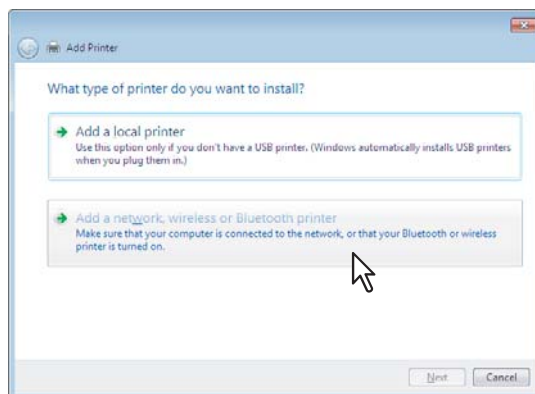 Add Printer
What type of printer do you want to install?
Add a local printer
Use this option only if you don't have a USB printer. (Windows automatically installs USB printers
when you plug them in.)
Add a network, wireless or Bluetooth printer
Make sure that your computer is connected to the network, or that your Bluetooth or wireless
printer is turned on.
Next Cancel